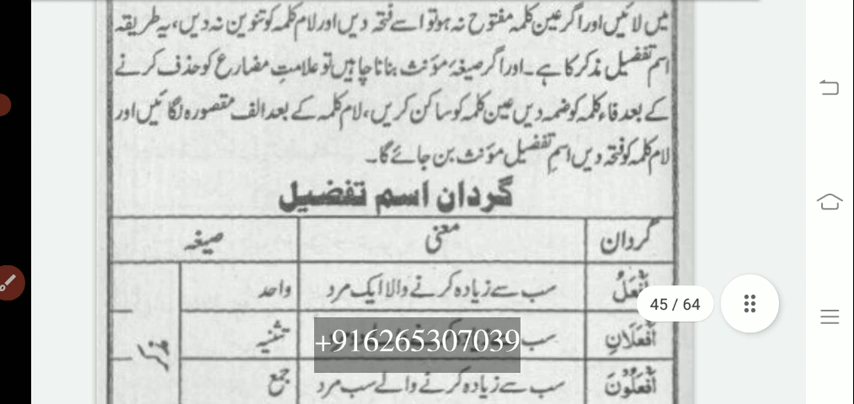 میں لائیں اور اگر عین کلمہ مفتوح نہ ہو تو اسے فتحہ دیں اور لام کلمہ کو تنوین نہ دیں، یہ طریقہ
اسم تفضیل مذکر کا ہے۔ اور اگر صیغۂ مؤنث بنانا چاہیں تو علامتِ مضارع کو حذف کرنے
کے بعد فاء کلمہ کو ضمہ دیں عین کلمہ کو ساکن کریں، لام کلمہ کے بعد الف مقصورہ لگائیں اور
لام کلمہ کو فتحہ دیں اسمِ تفضیل مؤنث بن جائے گا۔
گردان اسم تفضیل
گردان معنی صیغہ
أَفْعَلُ سب سے زیادہ کرنے والا ایک مرد واحد
أَفْعَلَانِ سب تثنیہ
أَفْعَلُوْنَ سب سے زیادہ کرنے والے سب مرد جمع
مذکر
45 / 64
+916265307039